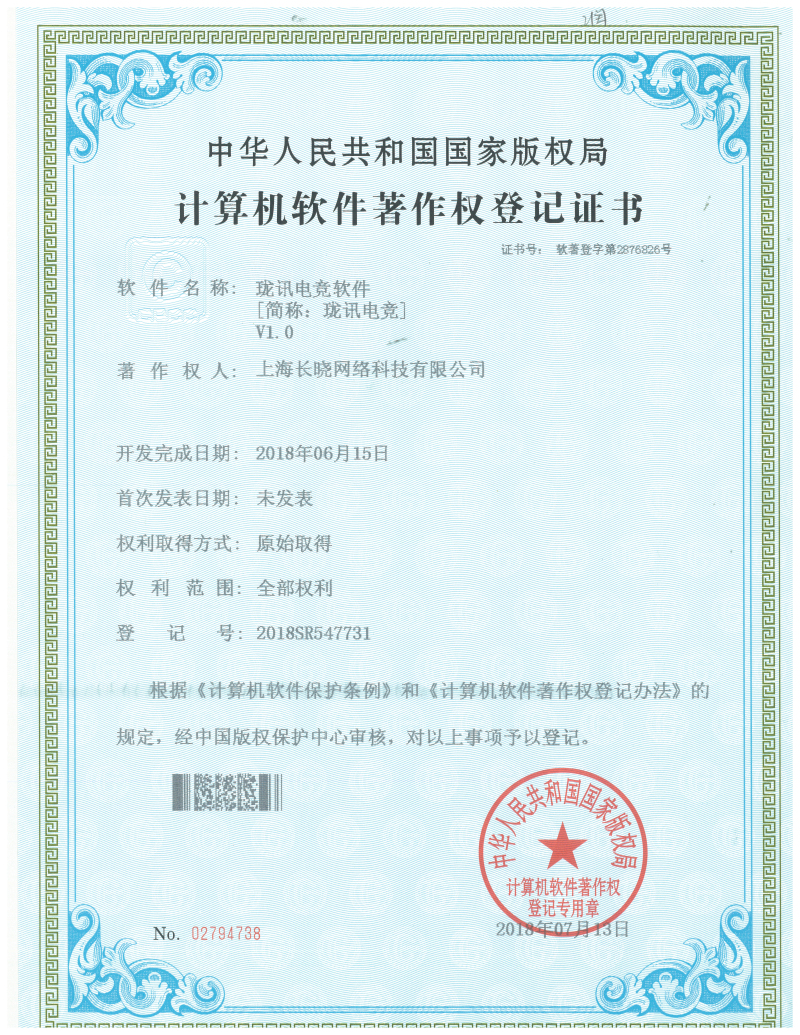 润
中华人民共和国国家版权局
计算机软件著作权登记证书
证书号： 软著登字第2876826号
软件名称： 珑讯电竞软件
[简称：珑讯电竞]
V1.0
著作权人： 上海长晓网络科技有限公司
开发完成日期： 2018年06月15日
首次发表日期： 未发表
权利取得方式： 原始取得
权利范围： 全部权利
登记号： 2018SR547731
根据《计算机软件保护条例》和《计算机软件著作权登记办法》的
规定，经中国版权保护中心审核，对以上事项予以登记。
中华人民共和国国家版权局
计算机软件著作权
登记专用章
No. 02794738
2018年07月13日